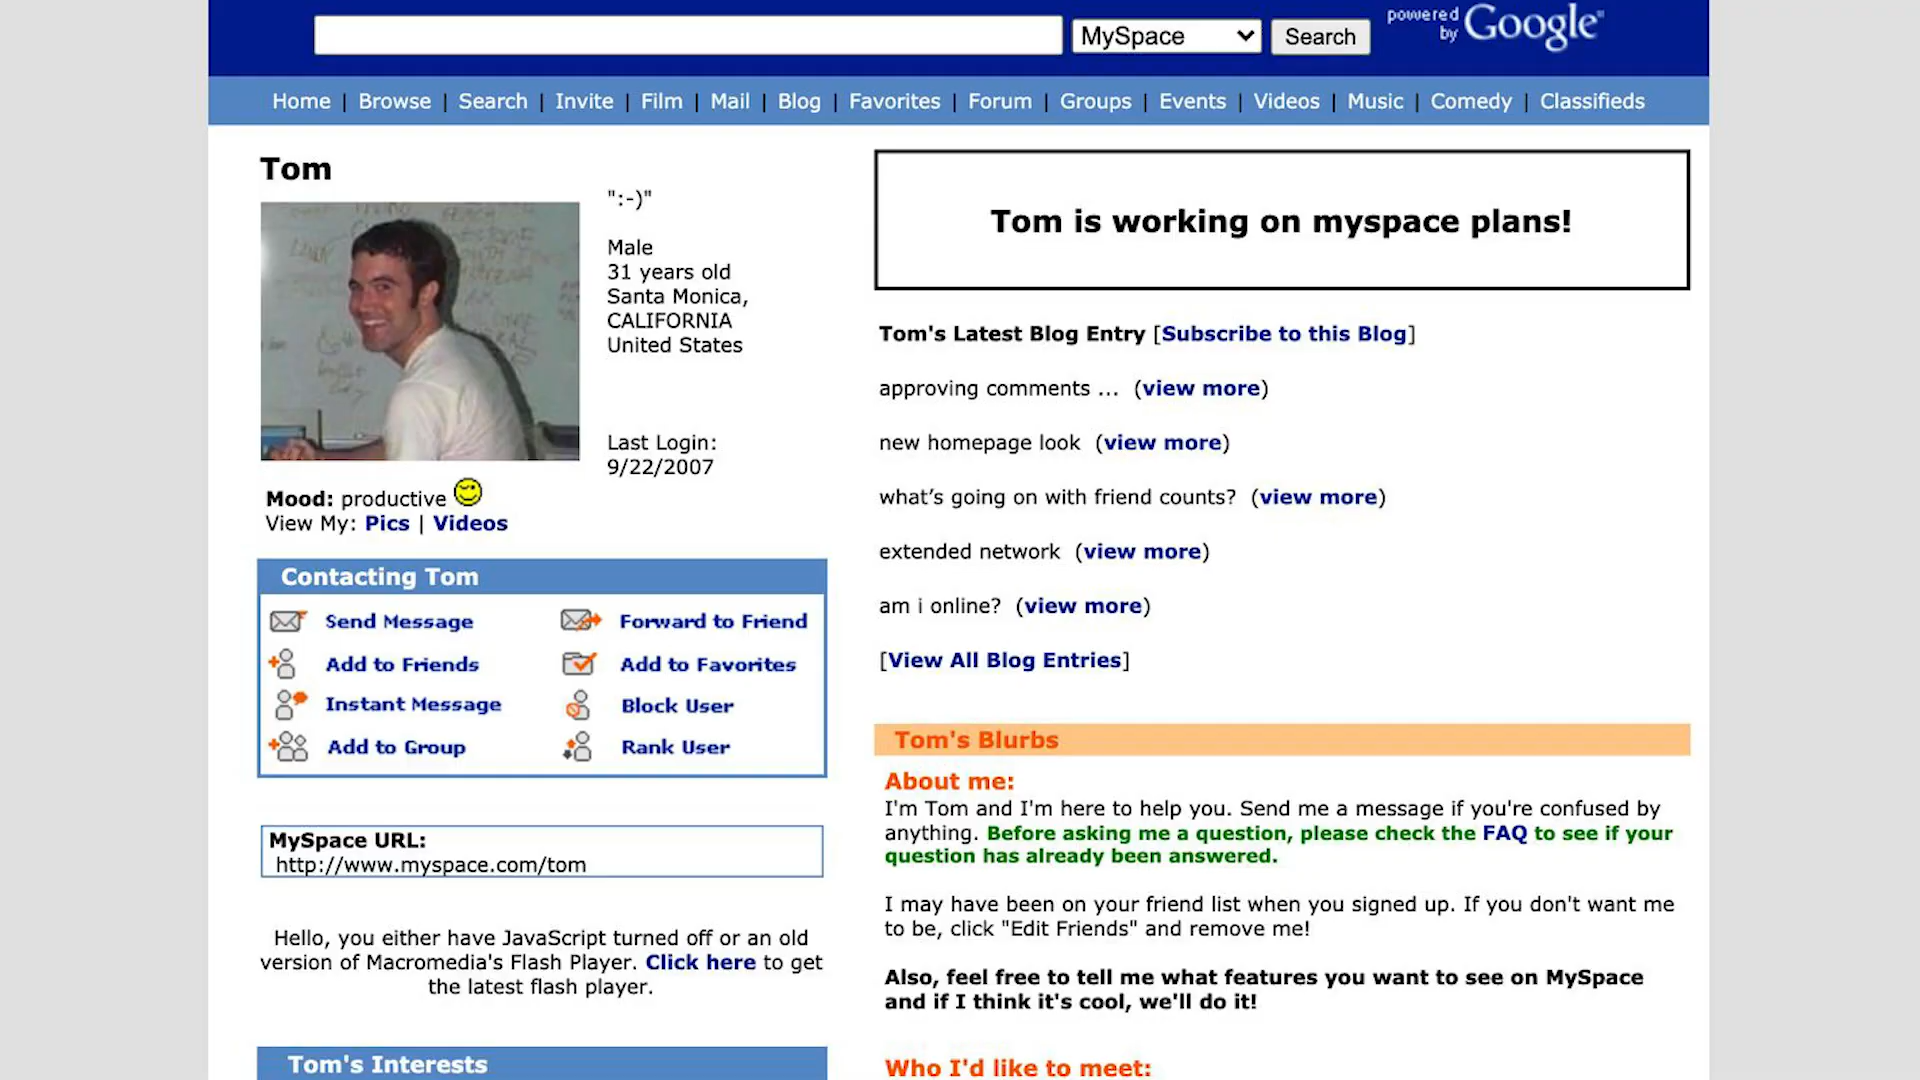 MySpace
Search
powered
by
Google
Home | Browse | Search | Invite | Film | Mail | Blog | Favorites | Forum | Groups | Events | Videos | Music | Comedy | Classifieds
Tom
":-)"
Male
31 years old
Santa Monica,
CALIFORNIA
United States
Last Login:
9/22/2007
Mood: productive
View My: Pics | Videos
Contacting Tom
Send Message
Forward to Friend
Add to Friends
Add to Favorites
Instant Message
Block User
Add to Group
Rank User
MySpace URL:
http://www.myspace.com/tom
Hello, you either have JavaScript turned off or an old
version of Macromedia's Flash Player. Click here to get
the latest flash player.
Tom's Interests
Tom is working on myspace plans!
Tom's Latest Blog Entry [Subscribe to this Blog]
approving comments ... (view more)
new homepage look (view more)
what’s going on with friend counts? (view more)
extended network (view more)
am i online? (view more)
[View All Blog Entries]
Tom's Blurbs
About me:
I'm Tom and I'm here to help you. Send me a message if you're confused by
anything. Before asking me a question, please check the FAQ to see if your
question has already been answered.
I may have been on your friend list when you signed up. If you don't want me
to be, click "Edit Friends" and remove me!
Also, feel free to tell me what features you want to see on MySpace
and if I think it's cool, we'll do it!
Who I'd like to meet: